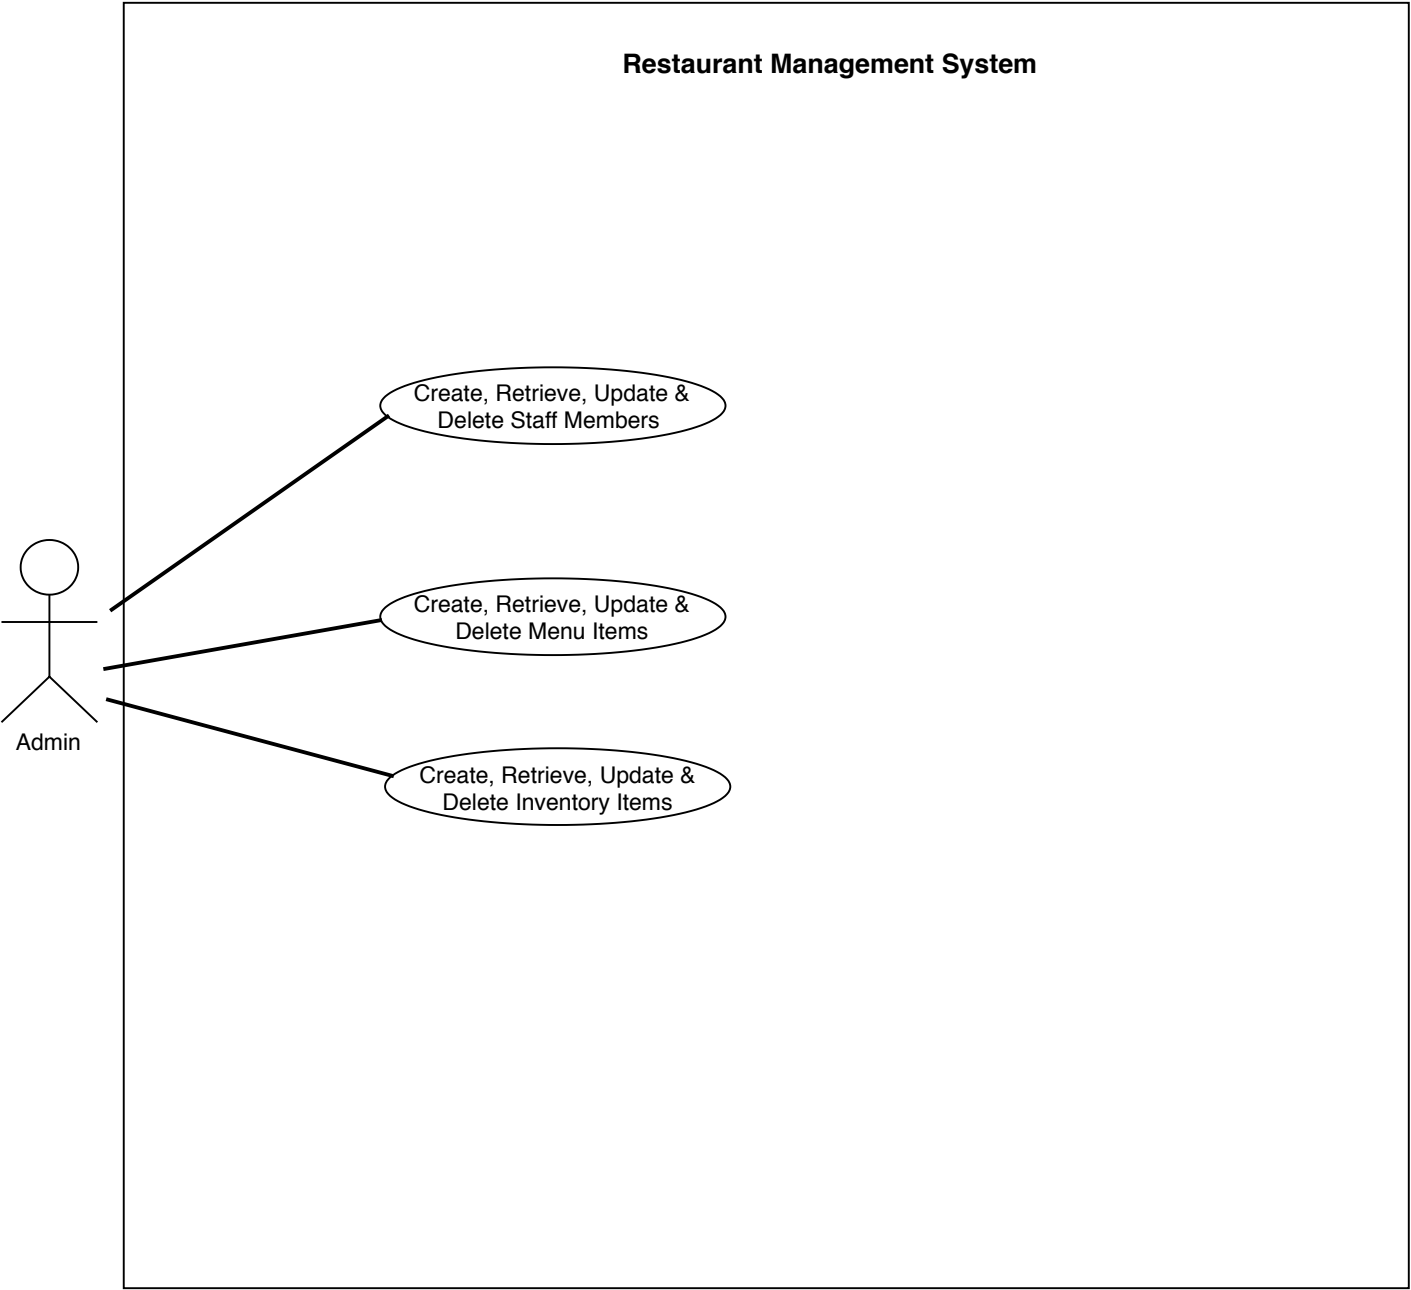 Restaurant Management System
Create, Retrieve, Update &
Delete Staff Members
Create, Retrieve, Update &
Delete Menu Items
Admin
Create, Retrieve, Update &
Delete Inventory Items